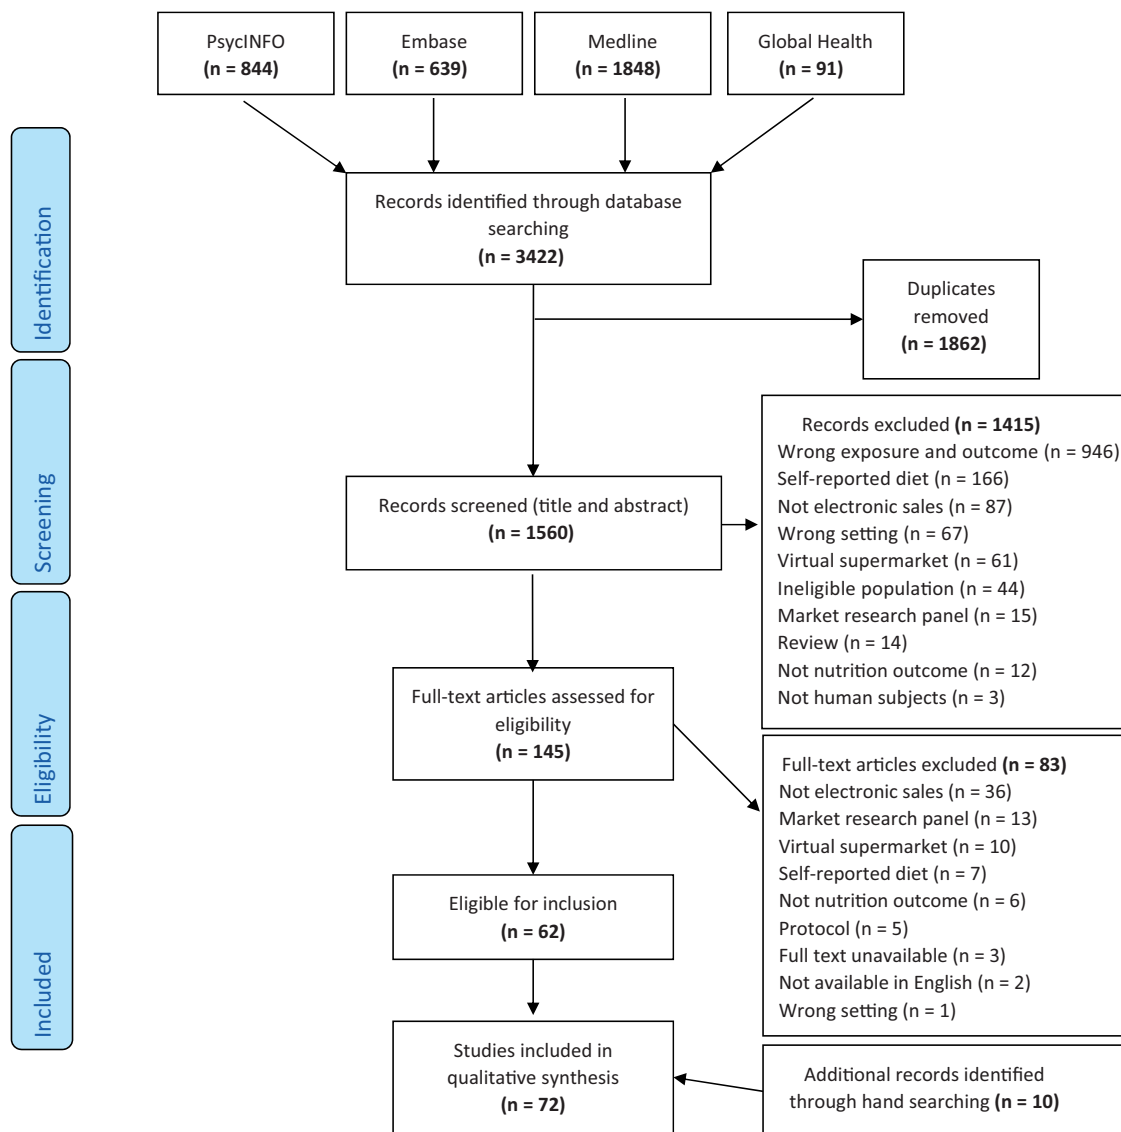 PsycINFO
(n = 844)
Embase
(n = 639)
Medline
(n = 1848)
Global Health
(n = 91)
Identification
Records identified through database
searching
(n = 3422)
Duplicates
removed
(n = 1862)
Screening
Records screened (title and abstract)
(n = 1560)
Records excluded (n = 1415)
Wrong exposure and outcome (n = 946)
Self-reported diet (n = 166)
Not electronic sales (n = 87)
Wrong setting (n = 67)
Virtual supermarket (n = 61)
Ineligible population (n = 44)
Market research panel (n = 15)
Review (n = 14)
Not nutrition outcome (n = 12)
Not human subjects (n = 3)
Eligibility
Full-text articles assessed for
eligibility
(n = 145)
Full-text articles excluded (n = 83)
Not electronic sales (n = 36)
Market research panel (n = 13)
Virtual supermarket (n = 10)
Self-reported diet (n = 7)
Not nutrition outcome (n = 6)
Protocol (n = 5)
Full text unavailable (n = 3)
Not available in English (n = 2)
Wrong setting (n = 1)
Included
Eligible for inclusion
(n = 62)
Studies included in
qualitative synthesis
(n = 72)
Additional records identified
through hand searching (n = 10)